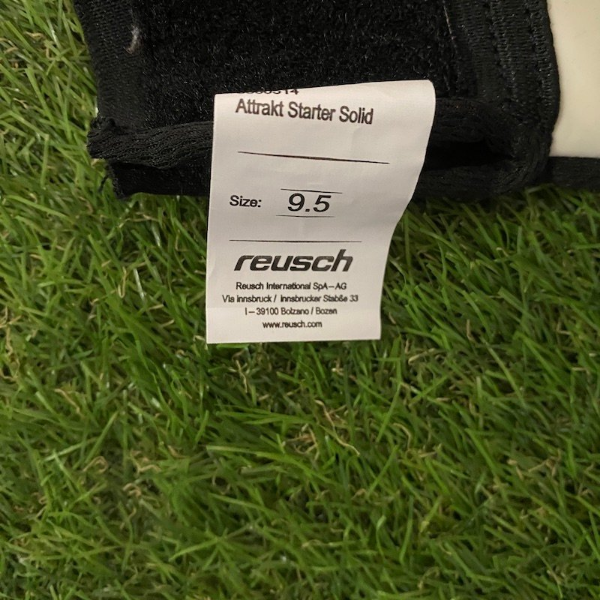 Attrakt Starter Solid
Size: 9.5
reusch
Reusch International SpA-AG
Via Innsbruck / Innsbrucker Stabße 33
I-39100 Bolzano / Bozen
www.reusch.com